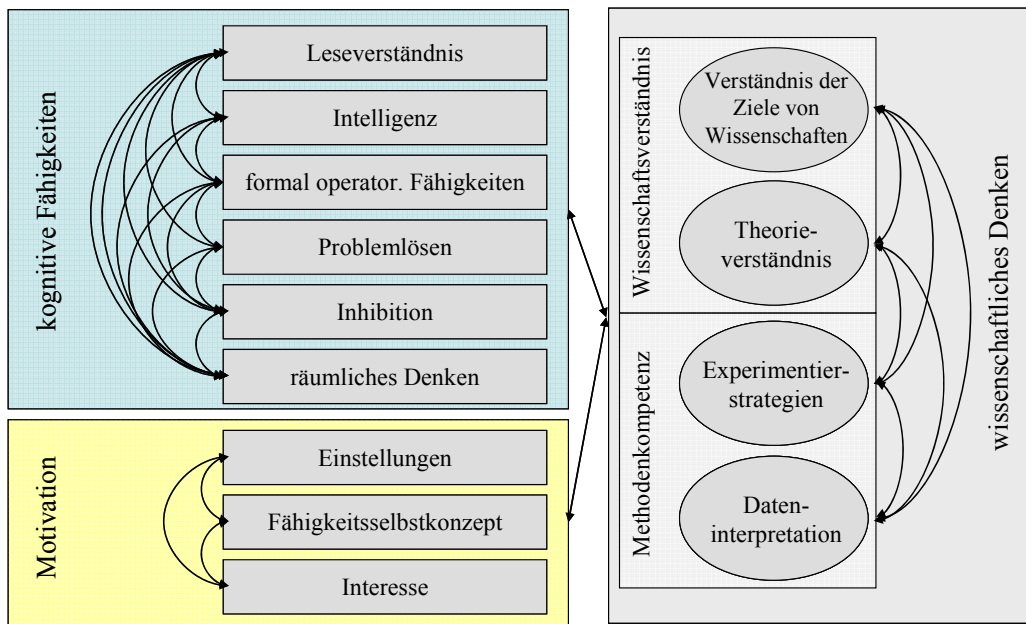 kognitive Fähigkeiten
Leseverständnis
Intelligenz
formal operator. Fähigkeiten
Problemlösen
Inhibition
räumliches Denken
Motivation
Einstellungen
Fähigkeitsselbstkonzept
Interesse
Wissenschaftsverständnis
Verständnis der
Ziele von
Wissenschaften
Theorie-
verständnis
Methodenkompetenz
Experimentier-
strategien
Daten-
interpretation
wissenschaftliches Denken